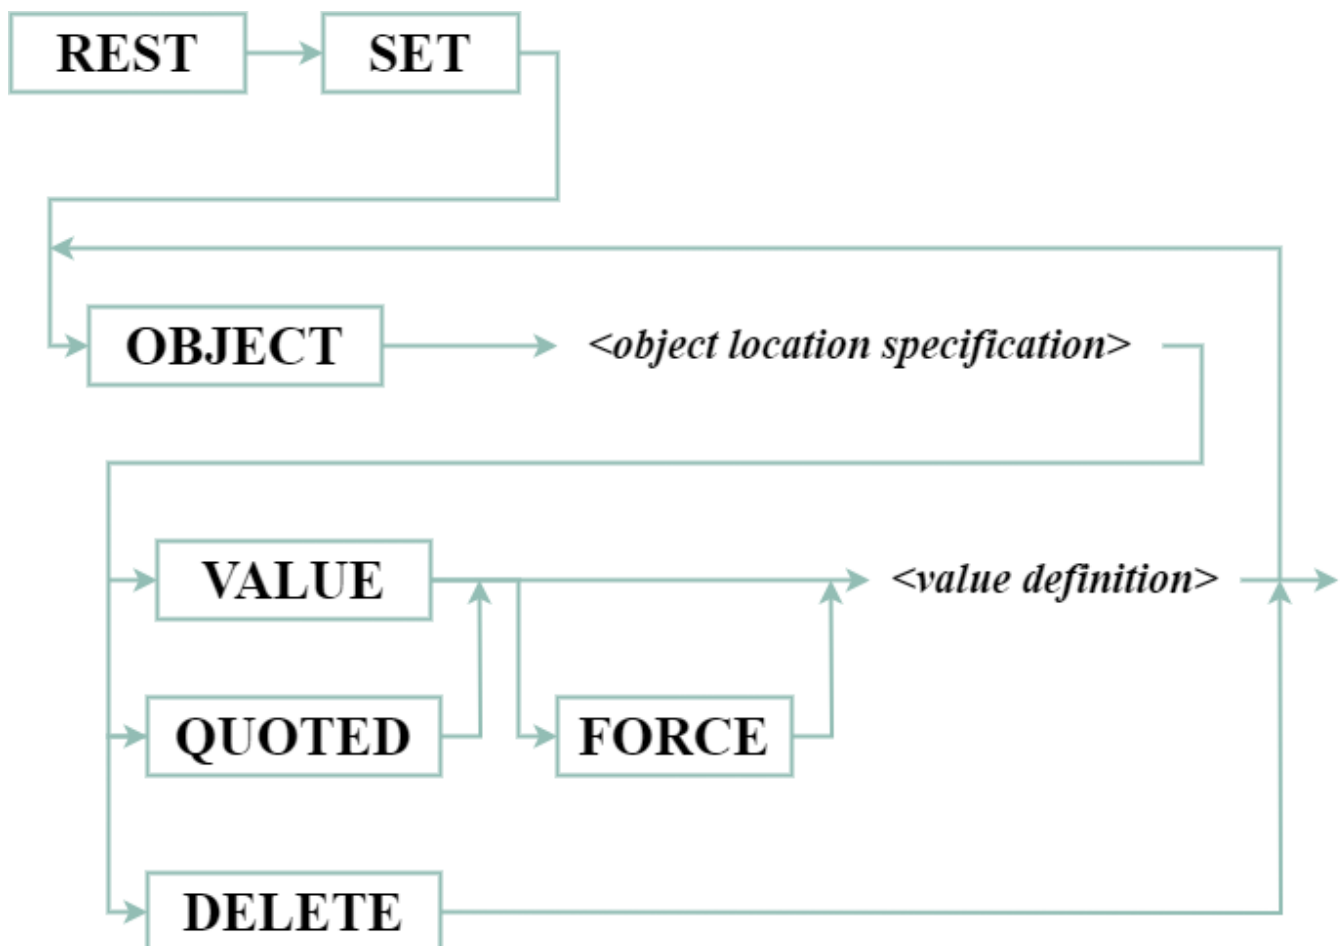 REST SET
OBJECT <object location specification>
VALUE <value definition>
QUOTED FORCE
DELETE